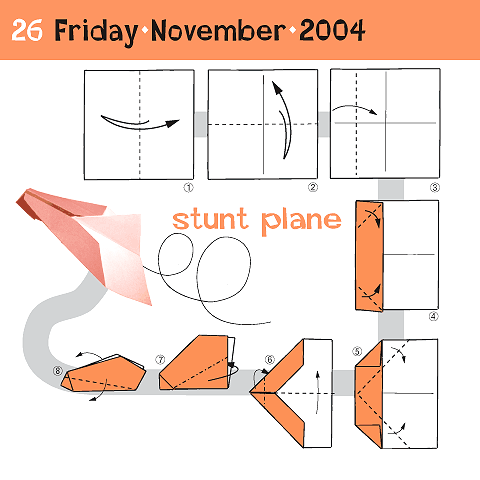 26 Friday•November•2004
① ② ③
stunt plane
④
⑤ ⑥ ⑦ ⑧